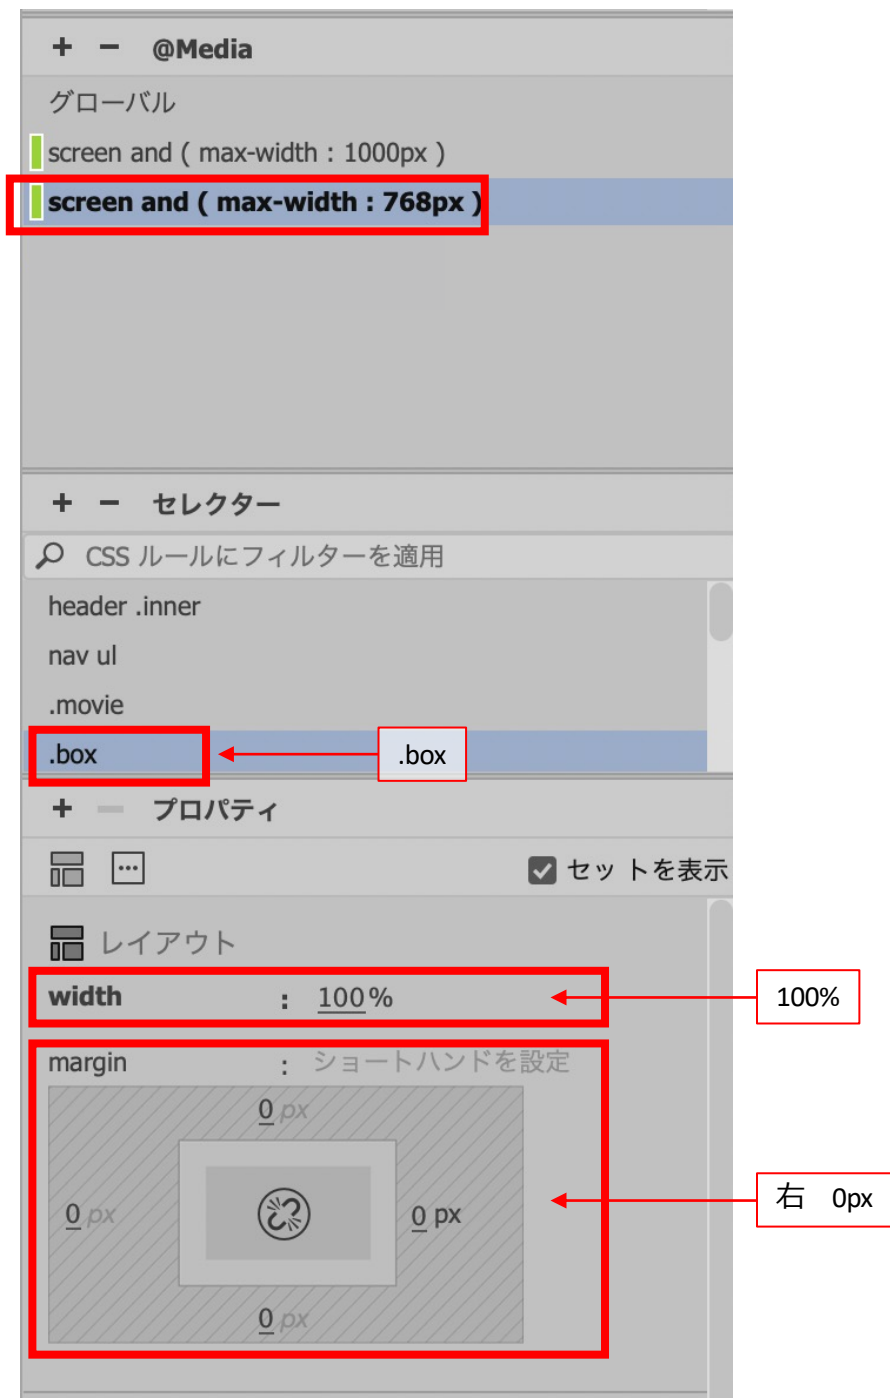 + − @Media
グローバル
screen and ( max-width : 1000px )
screen and ( max-width : 768px )
+ − セレクター
CSS ルールにフィルターを適用
header .inner
nav ul
.movie
.box
.box
+ − プロパティ
セットを表示
レイアウト
width : 100%
100%
margin : ショートハンドを設定
0 px
0 px
0 px
右 0px
0 px